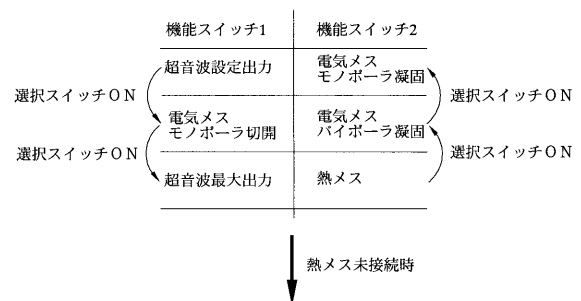 機能スイッチ1
機能スイッチ2
超音波設定出力
電気メス
モノポーラ凝固
選択スイッチON
選択スイッチON
電気メス
モノポーラ切開
電気メス
バイポーラ凝固
選択スイッチON
選択スイッチON
超音波最大出力
熱メス
熱メス未接続時